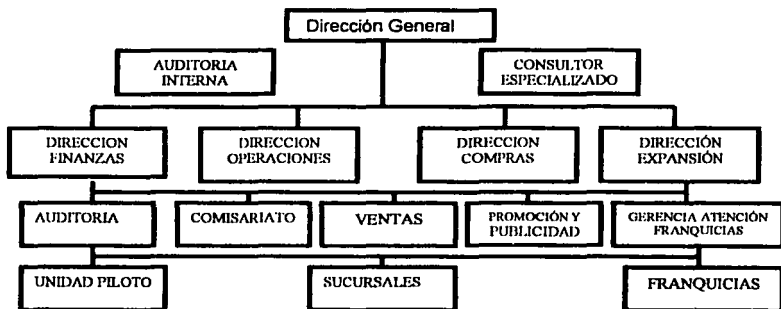 Dirección General
AUDITORIA
INTERNA
CONSULTOR
ESPECIALIZADO
DIRECCION
FINANZAS
DIRECCION
OPERACIONES
DIRECCION
COMPRAS
DIRECCIÓN
EXPANSIÓN
AUDITORIA
COMISARIATO
VENTAS
PROMOCIÓN Y
PUBLICIDAD
GERENCIA ATENCIÓN
FRANQUICIAS
UNIDAD PILOTO
SUCURSALES
FRANQUICIAS